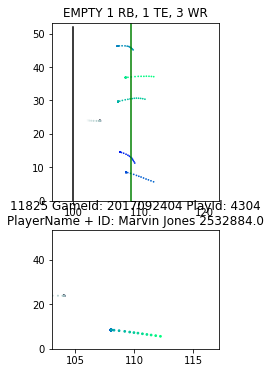 EMPTY 1 RB, 1 TE, 3 WR
50
40
30
20
10
0
100 110 120
11825 GameId: 2017092404 PlayId: 4304
PlayerName + ID: Marvin Jones 2532884.0
40
20
0
105 110 115